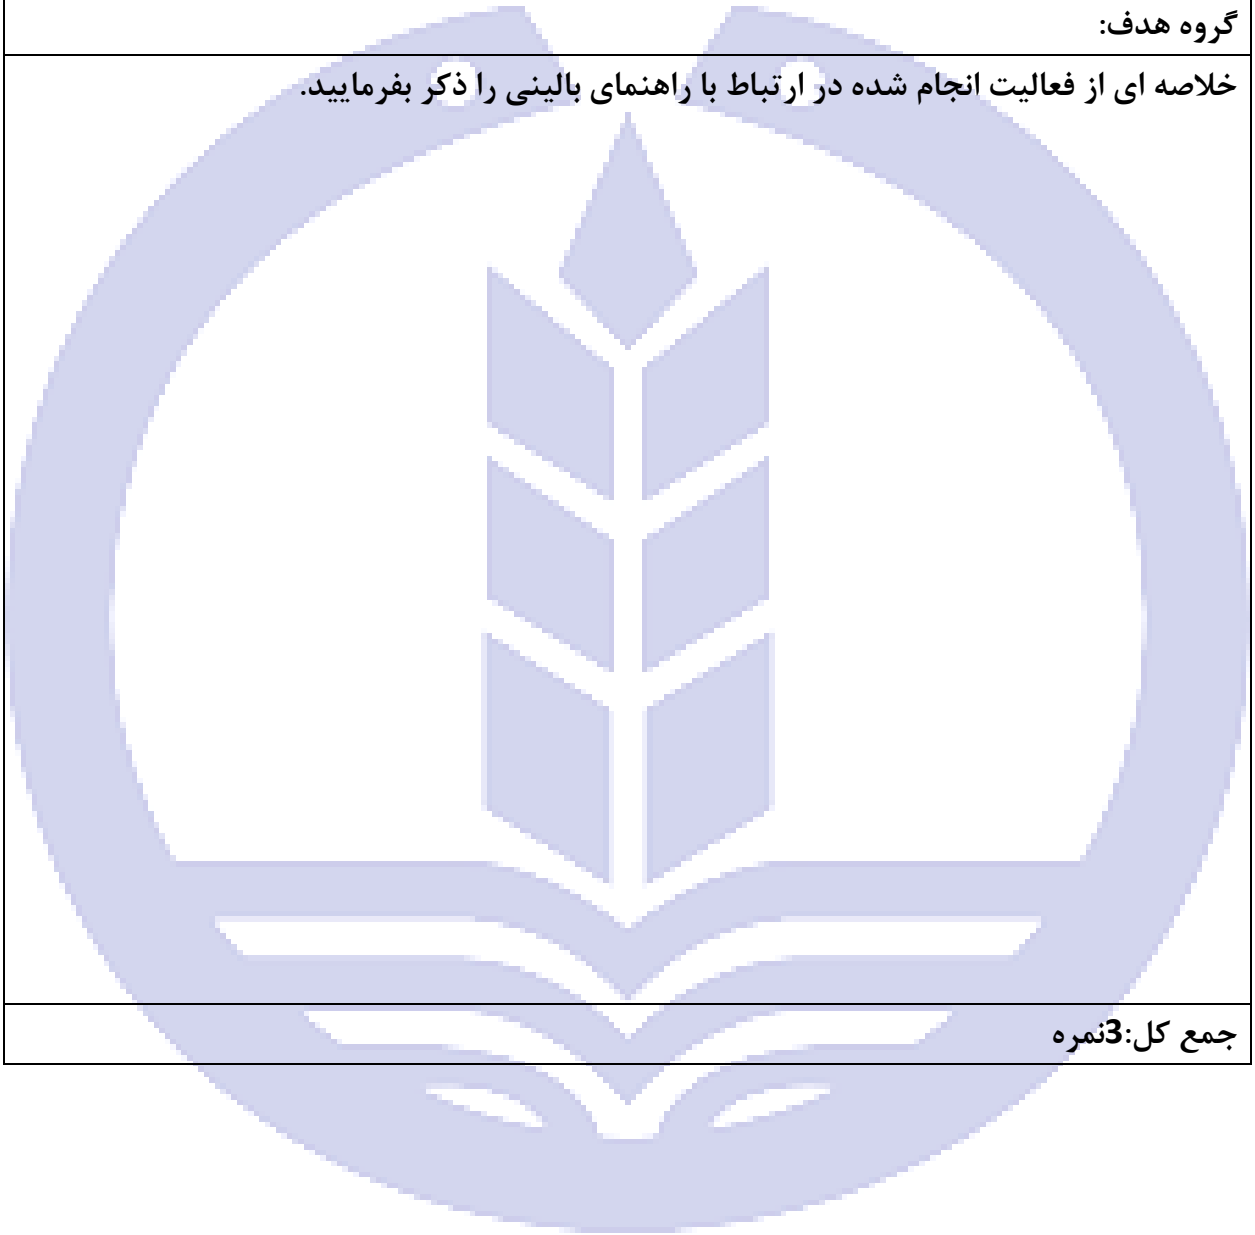 گروه هدف:
خلاصه ای از فعالیت انجام شده در ارتباط با راهنمای بالینی را ذکر بفرمایید.
جمع کل:3نمره